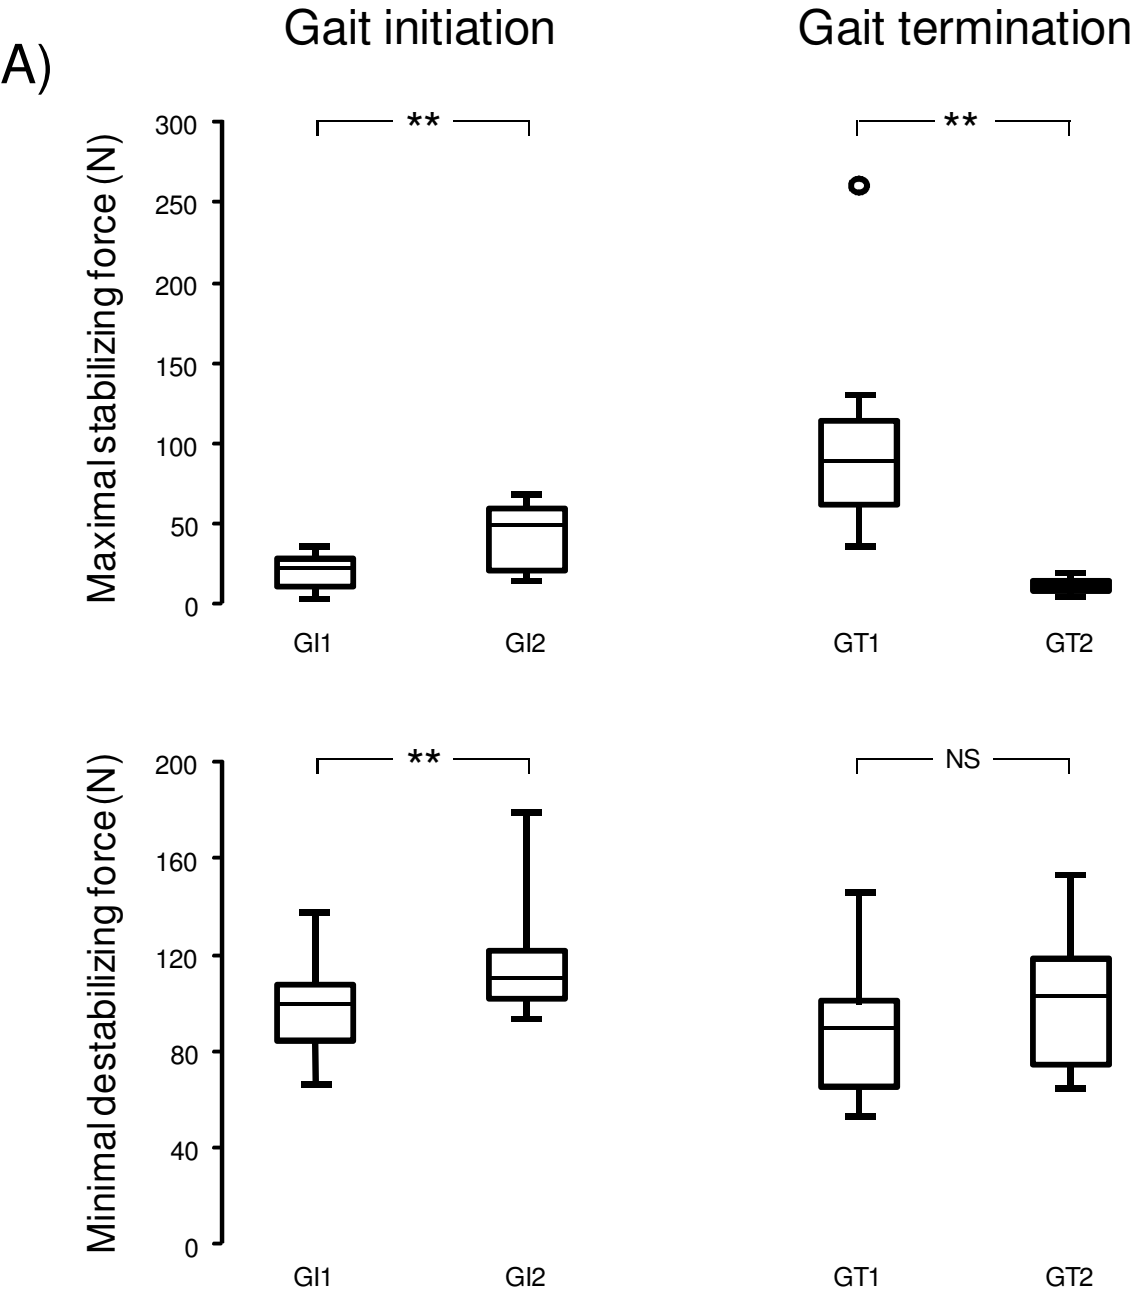 Gait initiation
Gait termination
A)
Maximal stabilizing force (N)
300
250
200
150
100
50
0
**
**
GI1
GI2
GT1
GT2
Minimal destabilizing force (N)
200
160
120
80
40
0
**
NS
GI1
GI2
GT1
GT2